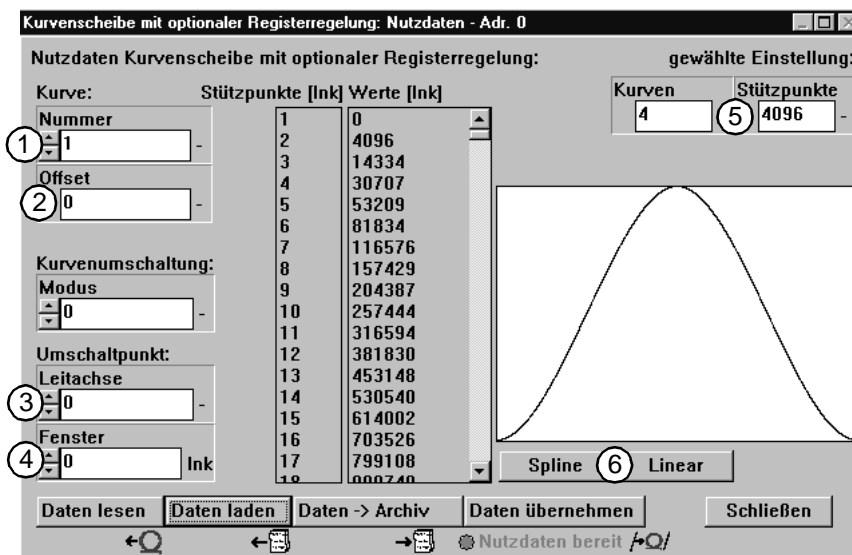 Kurvenscheibe mit optionaler Registerregelung: Nutzdaten - Adr. 0
Nutzdaten Kurvenscheibe mit optionaler Registerregelung:
gewählte Einstellung:
Kurve:
Stützpunkte [Ink]
Werte [Ink]
Kurven
4
Stützpunkte
5
4096
-
Nummer
1
1
-
Offset
2
0
-
Kurvenumschaltung:
Modus
0
-
Umschaltpunkt:
Leitachse
3
0
-
Fenster
4
0
Ink
1 0
2 4096
3 14334
4 30707
5 53209
6 81834
7 116576
8 157429
9 204387
10 257444
11 316594
12 381830
13 453148
14 530540
15 614002
16 703526
17 799108
18
Spline
6
Linear
Daten lesen
Daten laden
Daten -> Archiv
Daten übernehmen
Schließen
Nutzdaten bereit